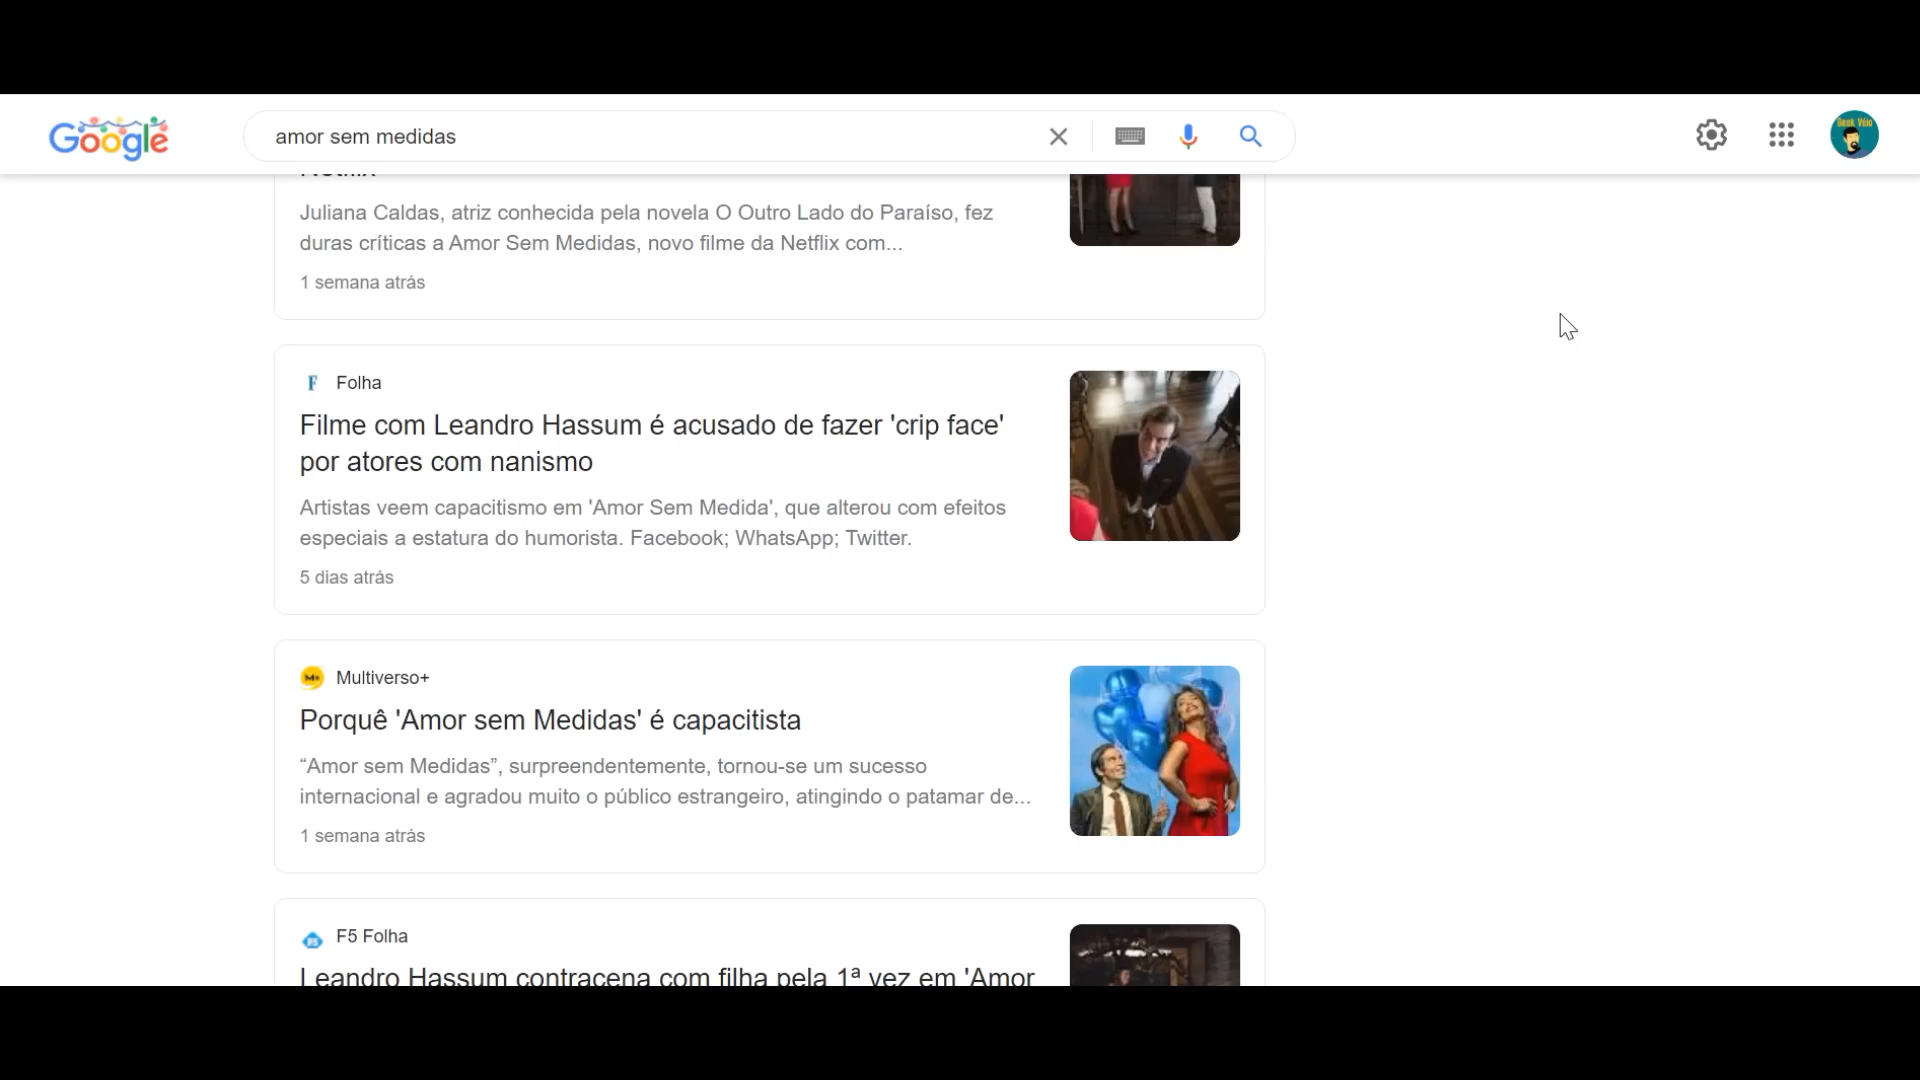 Google
amor sem medidas
Netflix
Juliana Caldas, atriz conhecida pela novela O Outro Lado do Paraíso, fez
duras críticas a Amor Sem Medidas, novo filme da Netflix com...
1 semana atrás
F Folha
Filme com Leandro Hassum é acusado de fazer 'crip face'
por atores com nanismo
Artistas veem capacitismo em 'Amor Sem Medida', que alterou com efeitos
especiais a estatura do humorista. Facebook; WhatsApp; Twitter.
5 dias atrás
M+ Multiverso+
Porquê 'Amor sem Medidas' é capacitista
“Amor sem Medidas”, surpreendentemente, tornou-se um sucesso
internacional e agradou muito o público estrangeiro, atingindo o patamar de...
1 semana atrás
F5 F5 Folha
Leandro Hassum contracena com filha pela 1ª vez em 'Amor
Geek Véio